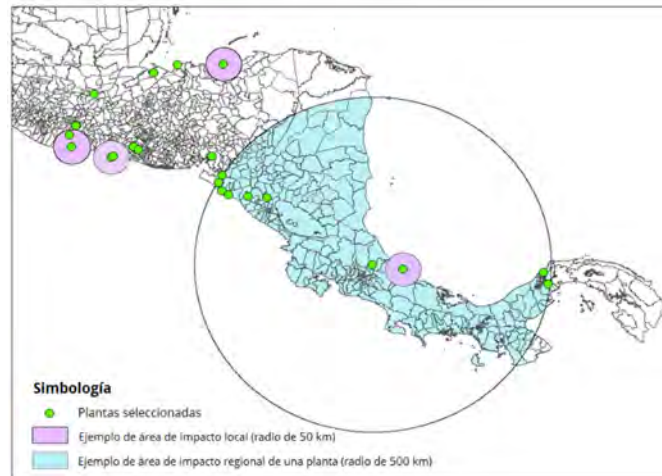 Simbología
Plantas seleccionadas
Ejemplo de área de impacto local (radio de 50 km)
Ejemplo de área de impacto regional de una planta (radio de 500 km)